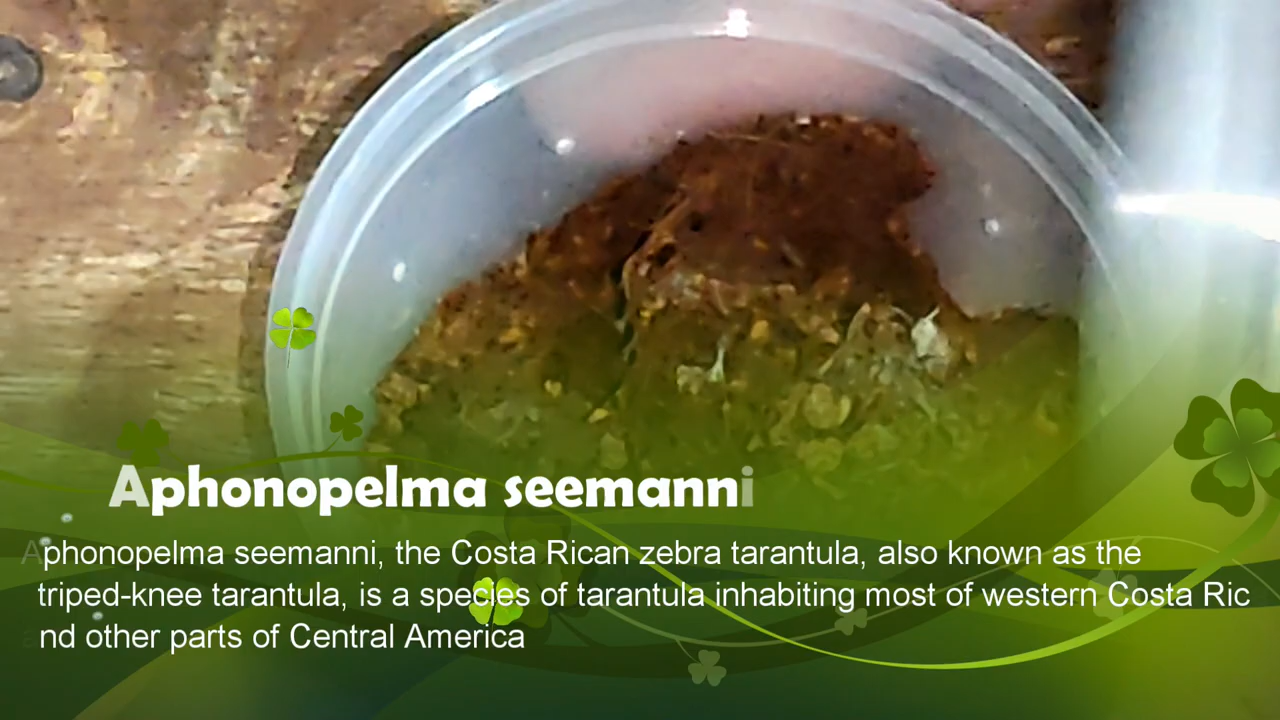 Aphonopelma seemanni
Aphonopelma seemanni, the Costa Rican zebra tarantula, also known as the
triped-knee tarantula, is a species of tarantula inhabiting most of western Costa Ric
and other parts of Central America